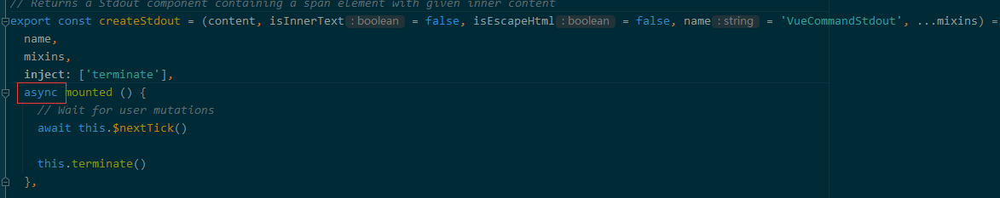 // Returns a Stdout component containing a span element with given inner content
export const createStdout = (content, isInnerText :boolean = false, isEscapeHtml :boolean = false, name :string = 'VueCommandStdout', ...mixins) =
name,
mixins,
inject: ['terminate'],
async mounted () {
// Wait for user mutations
await this.$nextTick()
this.terminate()
},